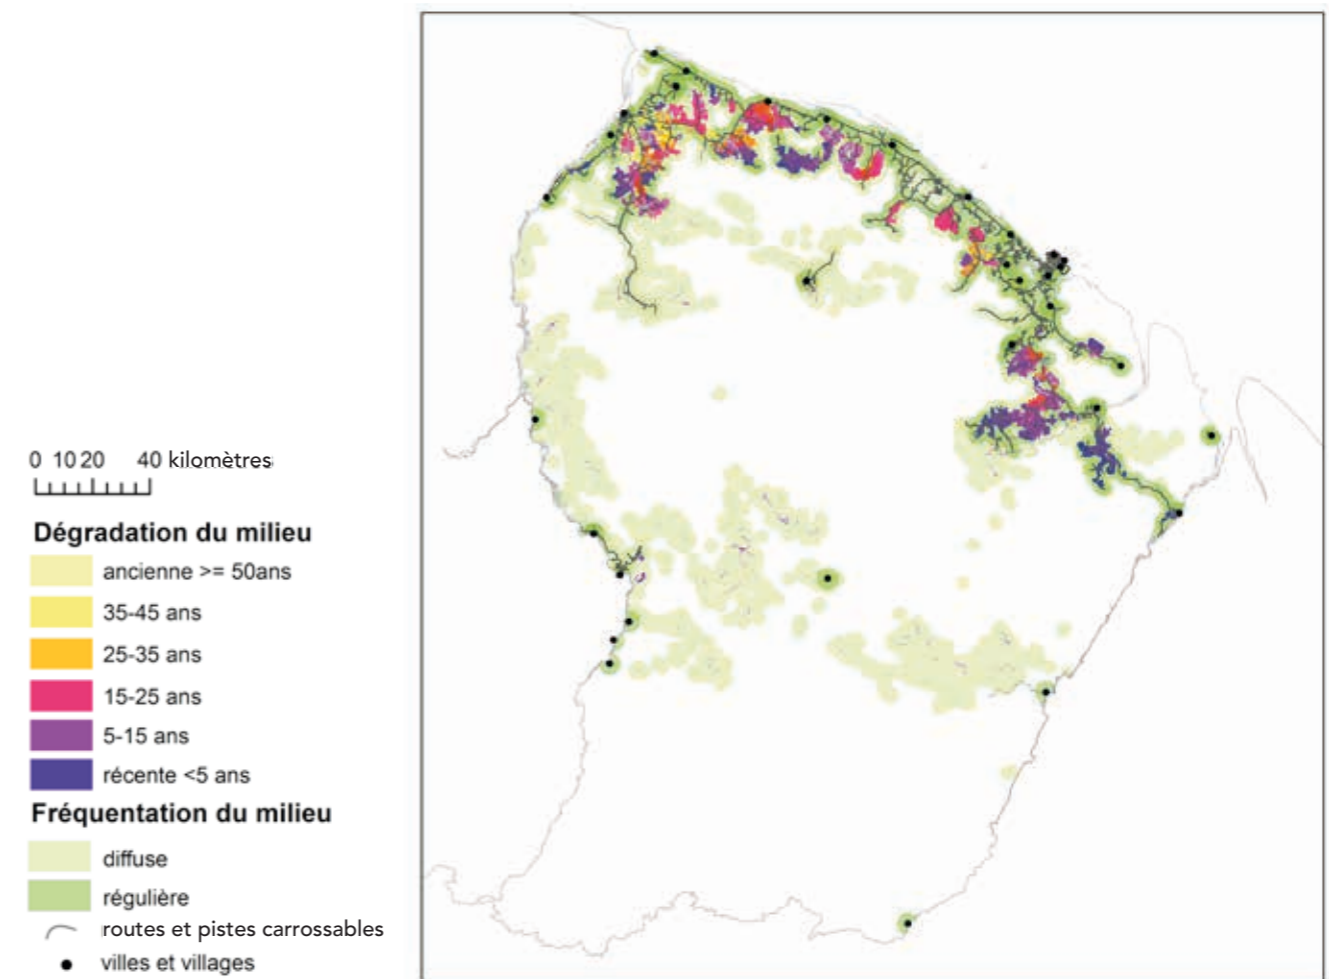 0 10 20 40 kilomètres
Dégradation du milieu
ancienne >= 50ans
35-45 ans
25-35 ans
15-25 ans
5-15 ans
récente <5 ans
Fréquentation du milieu
diffuse
régulière
routes et pistes carrossables
villes et villages